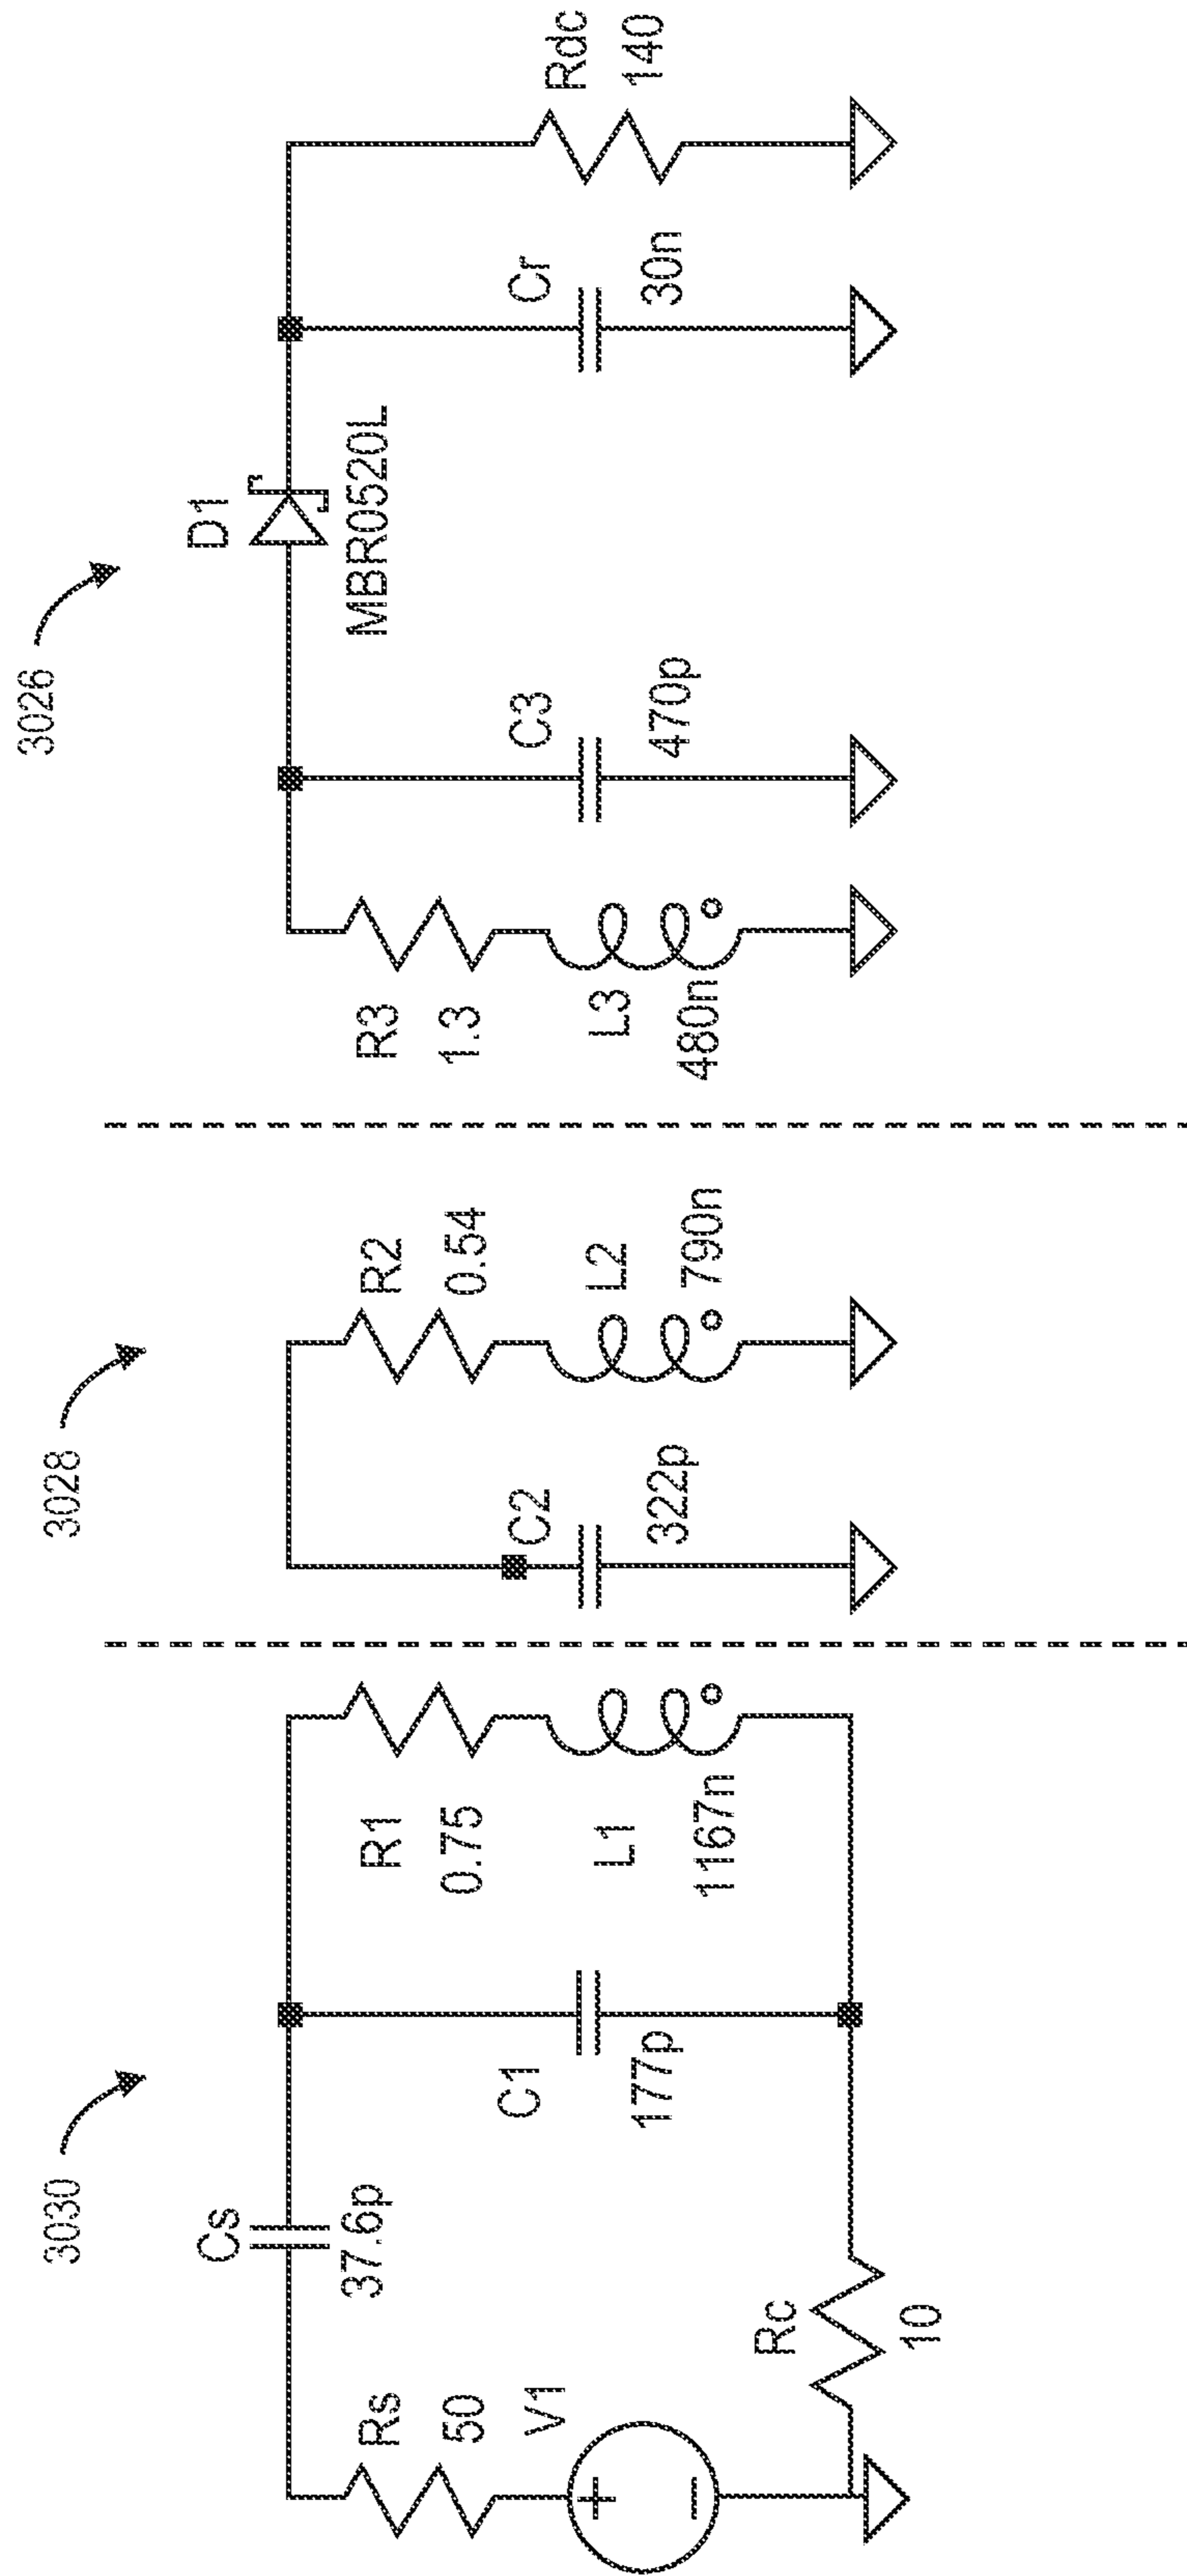 3030
Rs
50
V1
+
−
Cs
37.6p
C1
177p
R1
0.75
L1
1167n
Rc
10
3028
C2
322p
R2
0.54
L2
790n
3026
R3
1.3
L3
480n
C3
470p
D1
MBR0520L
Cr
30n
Rdc
140